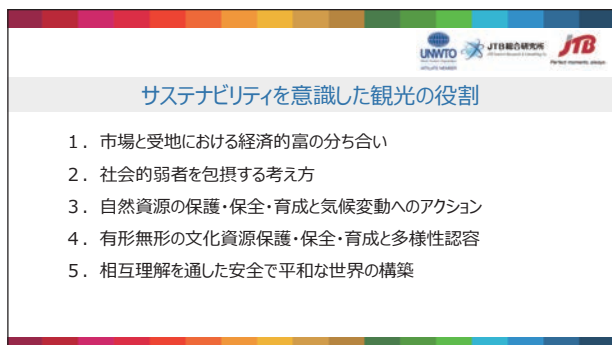 UNWTO
AFFILIATE MEMBER
JTB総合研究所
JTB
Perfect moments, always
サステナビリティを意識した観光の役割
1. 市場と受地における経済的富の分ち合い
2. 社会的弱者を包摂する考え方
3. 自然資源の保護・保全・育成と気候変動へのアクション
4. 有形無形の文化資源保護・保全・育成と多様性認容
5. 相互理解を通した安全で平和な世界の構築